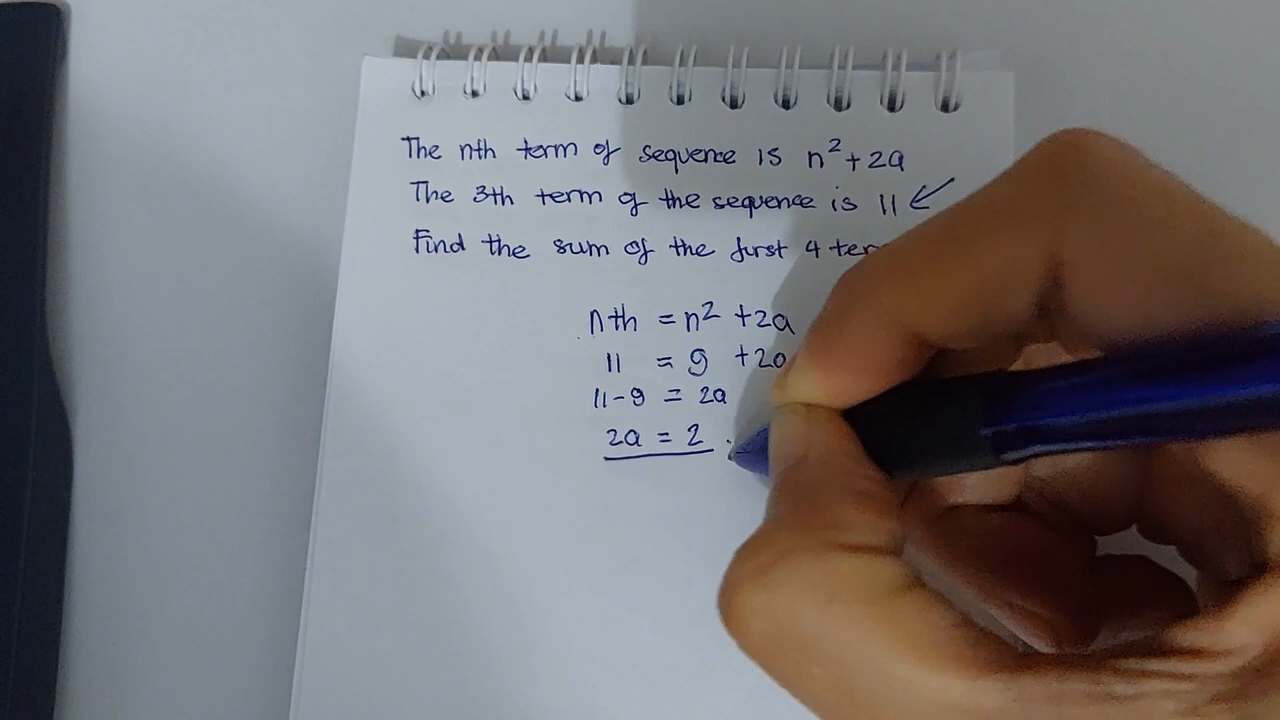 The nth term of sequence is n² + 2a
The 3th term of the sequence is 11
Find the sum of the first 4
nth = n² + 2a
11 = 9 + 2a
11 - 9 = 2a
2a = 2